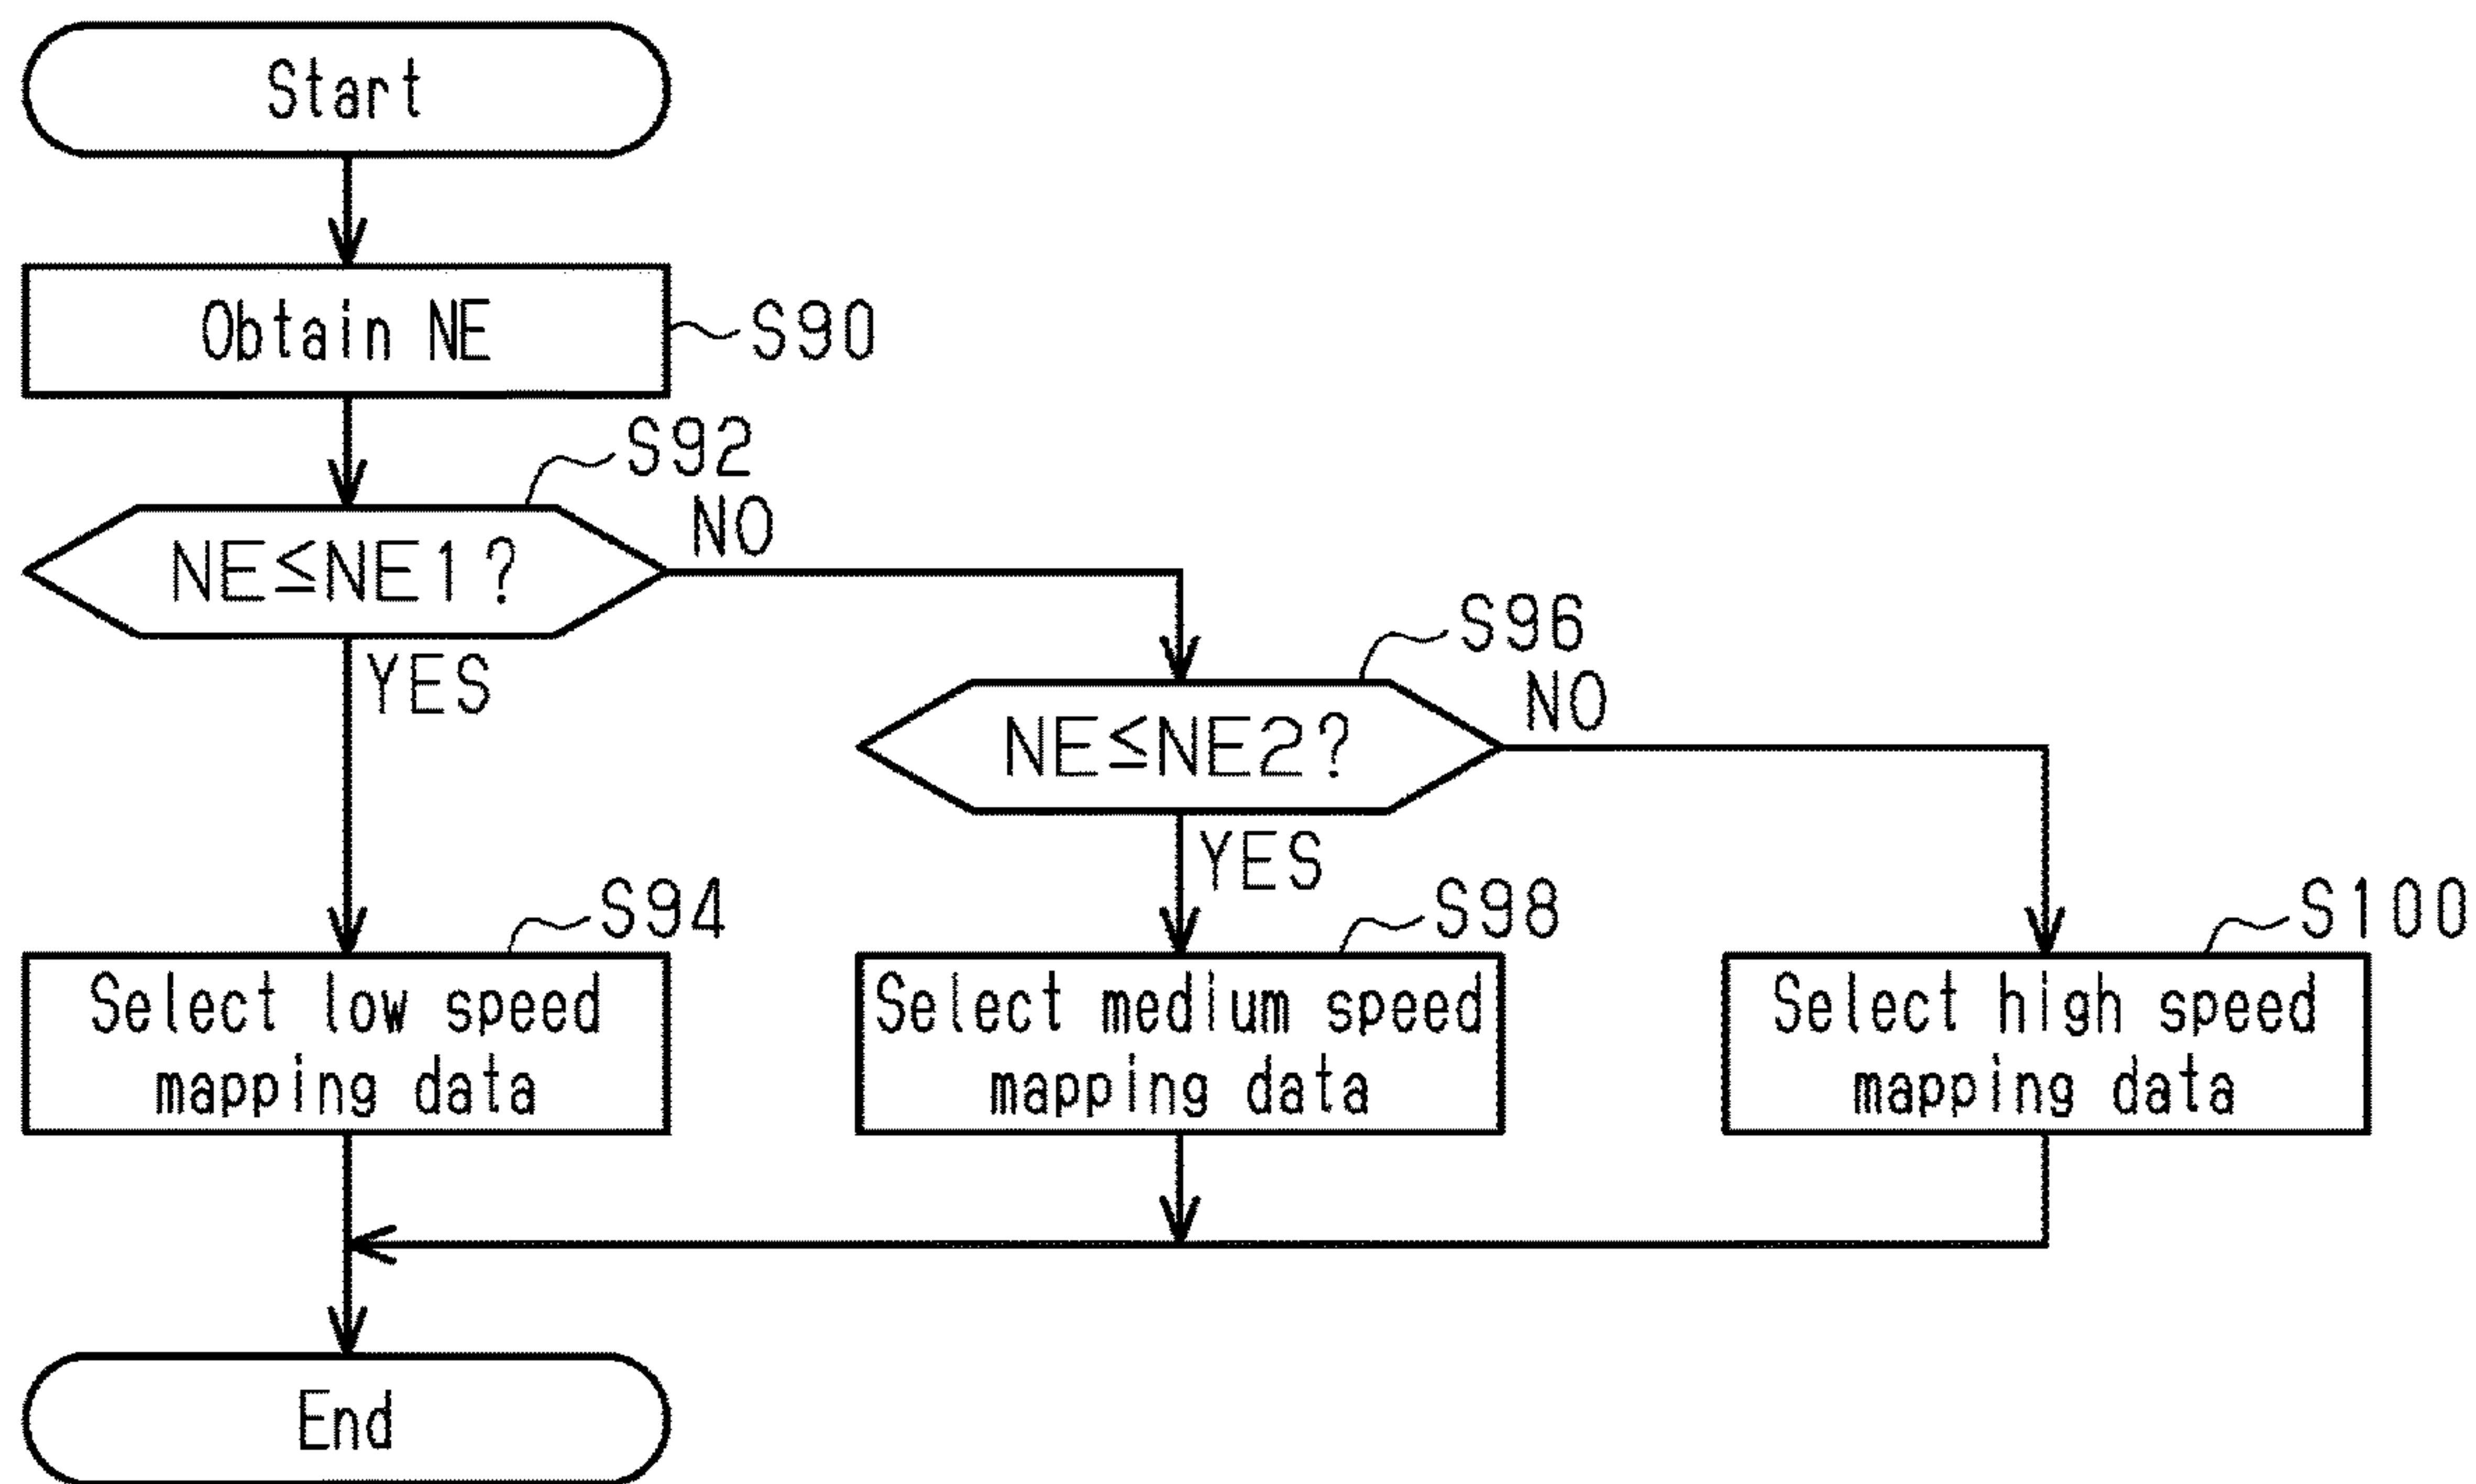 Start
Obtain NE
S90
S92
NE≤NE1?
NO
YES
S96
NE≤NE2?
NO
YES
S94
Select low speed
mapping data
S98
Select medium speed
mapping data
S100
Select high speed
mapping data
End